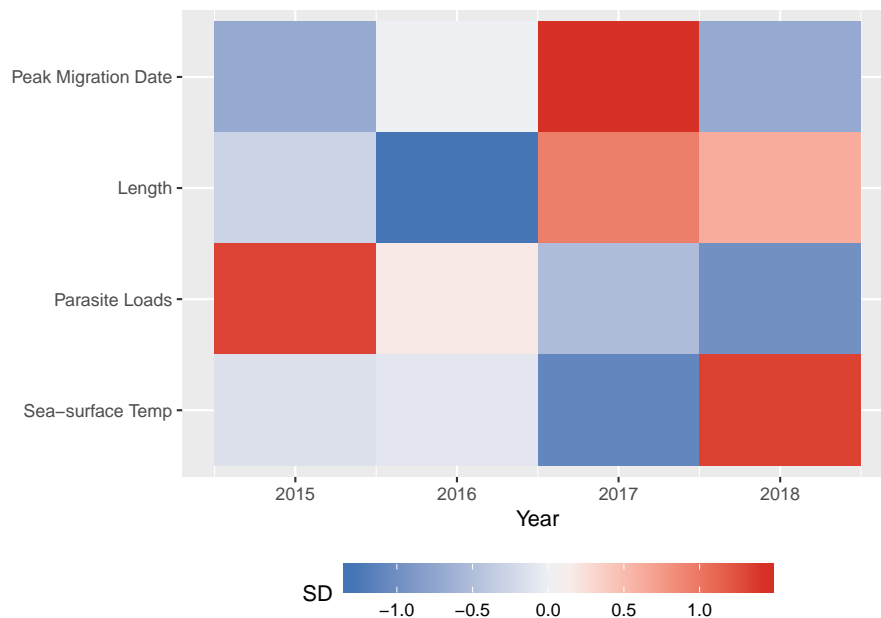 Peak Migration Date
Length
Parasite Loads
Sea−surface Temp
2015 2016 2017 2018
Year
SD
−1.0 −0.5 0.0 0.5 1.0